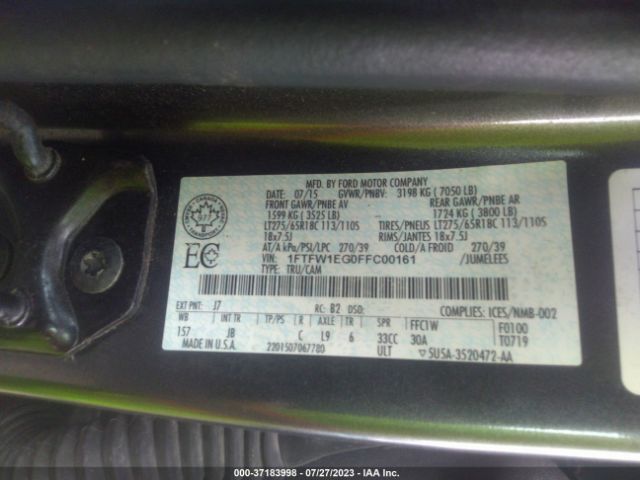 MFD. BY FORD MOTOR COMPANY
DATE: 07/15 GVWR/PNBV: 3198 KG ( 7050 LB)
FRONT GAWR/PNBE AV REAR GAWR/PNBE AR
1599 KG ( 3525 LB) 1724 KG ( 3800 LB)
LT275/65R18C 113/110S TIRES/PNEUS LT275/65R18C 113/110S
18x7.5J RIMS/JANTES 18x7.5J
AT/A kPa/PSI/LPC 270/39 COLD/A FROID 270/39
VIN: 1FTFW1EG0FFC00161 /JUMELEES
TYPE: TRU/CAM
EC
EXT PNT: J7 RC: B2 DSO: COMPLIES: ICES/NMB-002
WB INT TR TP/PS R AXLE TR SPR FFC1W F0100
157 JB C L9 6 33CC 30A T0719
MADE IN U.S.A. 2201507067780 ULT 5U5A-3520472-AA
000-37183998 | 07/27/2023 | IAA Inc.